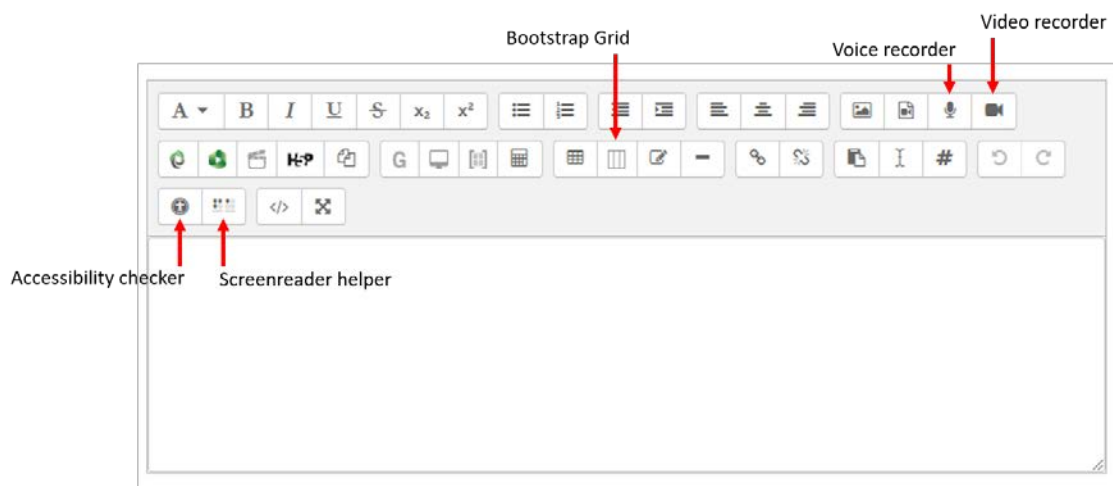 Video recorder
Bootstrap Grid
Voice recorder
A B I U S x₂ x²
H-P G
#
</>
Accessibility checker
Screenreader helper